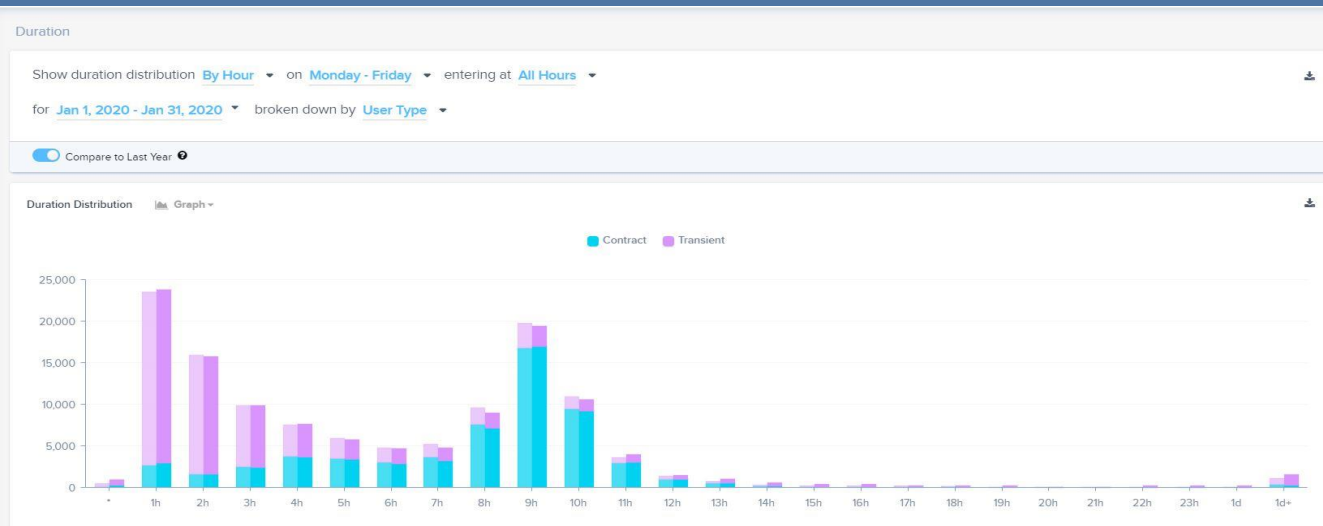 Duration
Show duration distribution By Hour on Monday - Friday entering at All Hours
for Jan 1, 2020 - Jan 31, 2020 broken down by User Type
Compare to Last Year ?
Duration Distribution Graph
Contract Transient
25,000
20,000
15,000
10,000
5,000
0
* 1h 2h 3h 4h 5h 6h 7h 8h 9h 10h 11h 12h 13h 14h 15h 16h 17h 18h 19h 20h 21h 22h 23h 1d 1d+